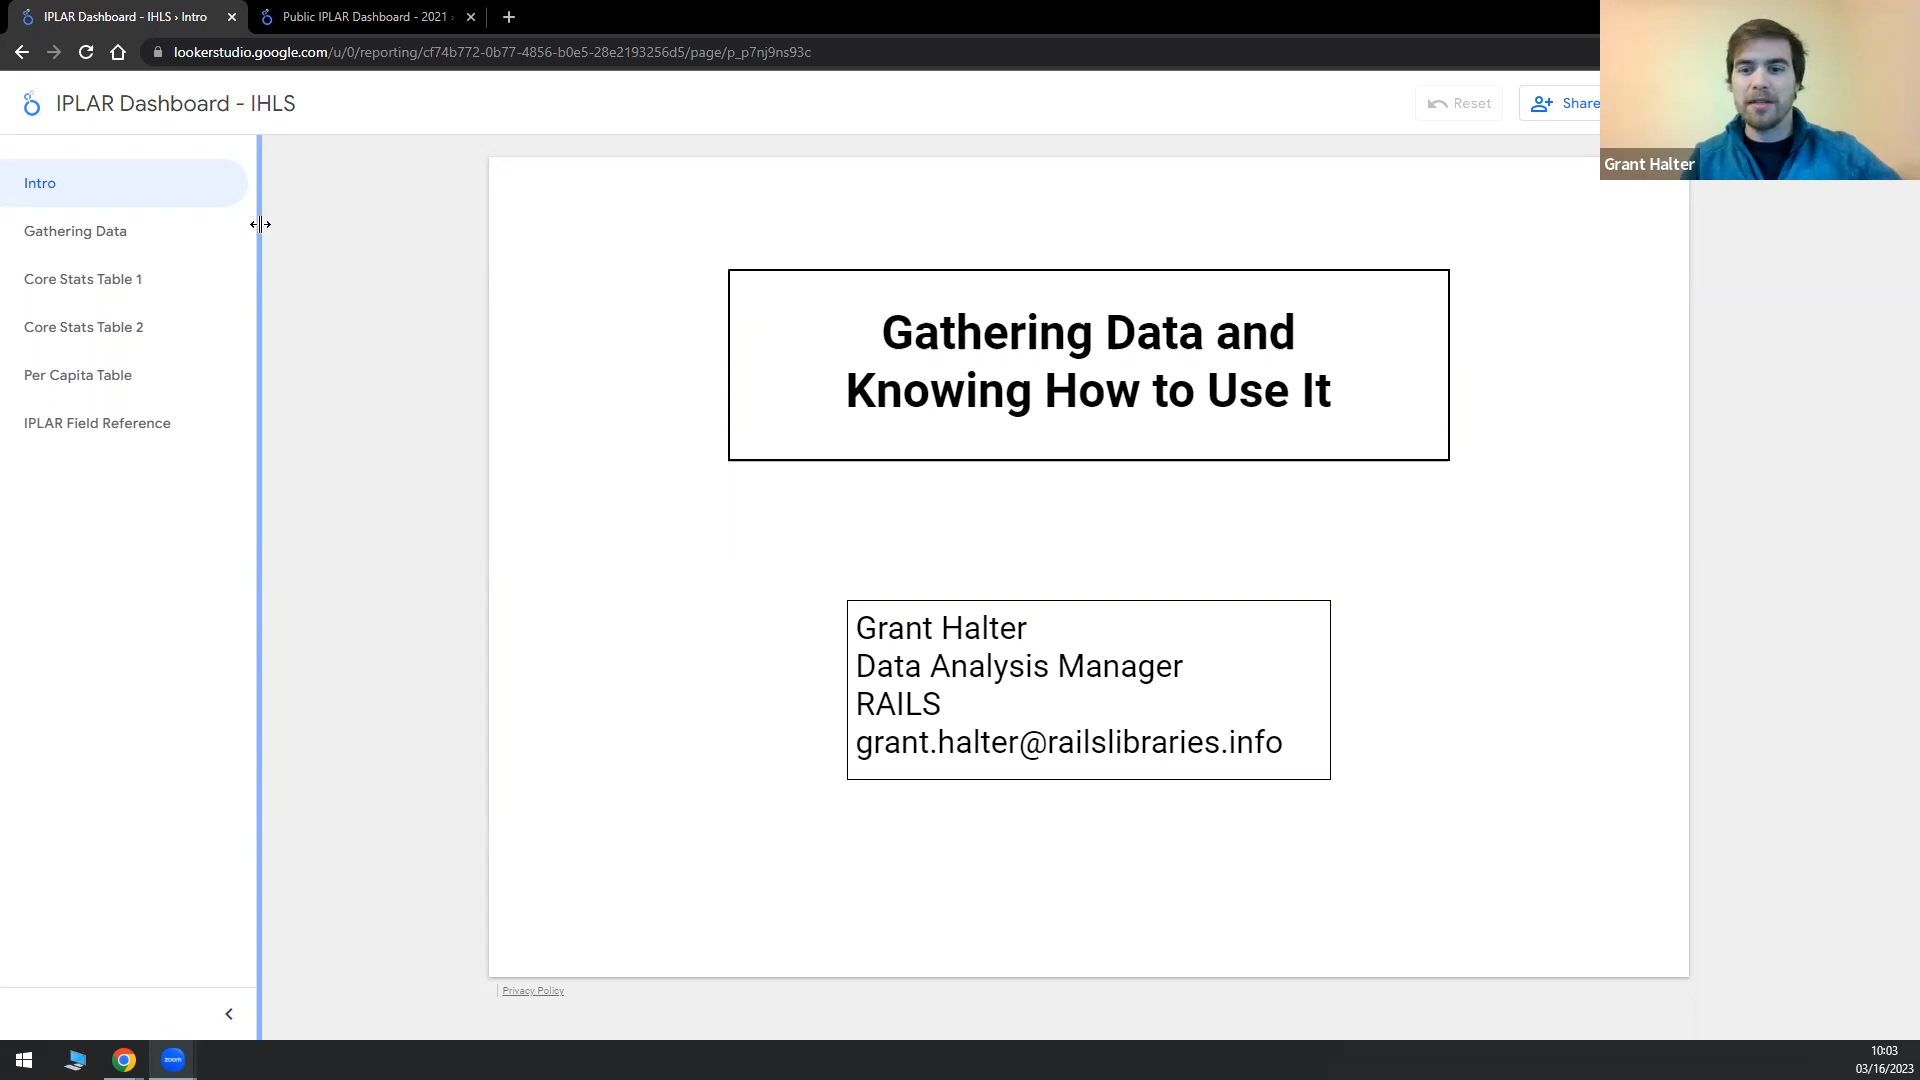 IPLAR Dashboard - IHLS › Intro
Public IPLAR Dashboard - 2021
lookerstudio.google.com/u/0/reporting/cf74b772-0b77-4856-b0e5-28e2193256d5/page/p_p7nj9ns93c
IPLAR Dashboard - IHLS
Reset
Share
Grant Halter
Intro
Gathering Data
Core Stats Table 1
Core Stats Table 2
Per Capita Table
IPLAR Field Reference
Gathering Data and
Knowing How to Use It
Grant Halter
Data Analysis Manager
RAILS
grant.halter@railslibraries.info
Privacy Policy
zoom
10:03
03/16/2023